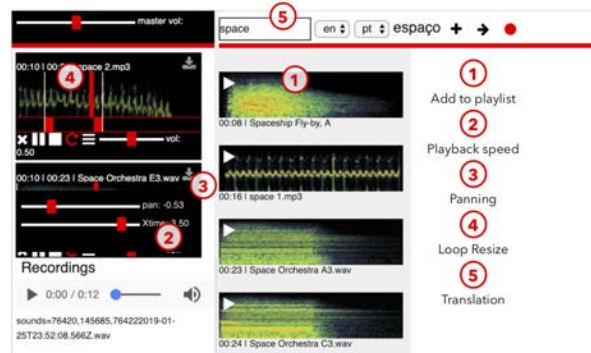 master vol:
space
5
en
pt
espaço
00:10 | 00:
space 2.mp3
4
vol:
0.50
00:10 | 00:23 | Space Orchestra E3.wav
3
pan: -0.53
Xtime: 3.50
2
Recordings
0:00 / 0:12
sounds=76420,145685,764222019-01-
25T23:52:08.566Z.wav
1
00:08 | Spaceship Fly-by, A
00:16 | space 1.mp3
00:23 | Space Orchestra A3.wav
00:24 | Space Orchestra C3.wav
1
Add to playlist
2
Playback speed
3
Panning
4
Loop Resize
5
Translation